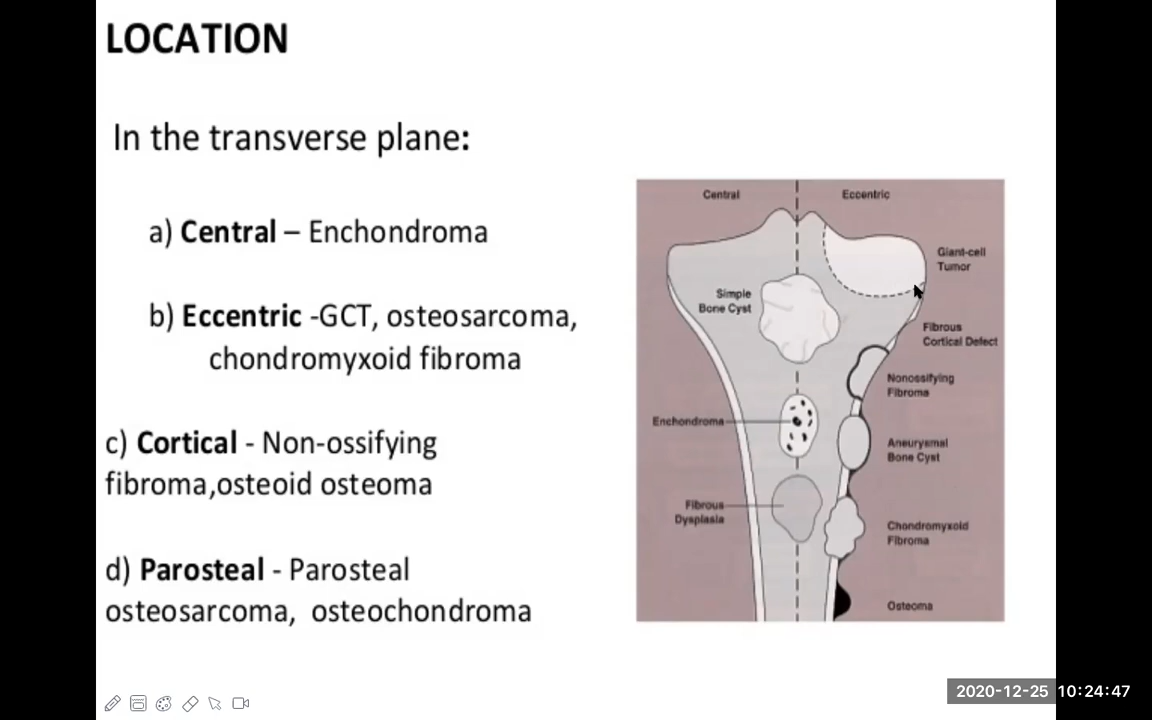 LOCATION
In the transverse plane:
a) Central – Enchondroma
b) Eccentric -GCT, osteosarcoma,
chondromyxoid fibroma
c) Cortical - Non-ossifying
fibroma,osteoid osteoma
d) Parosteal - Parosteal
osteosarcoma, osteochondroma
Central
Eccentric
Giant-cell
Tumor
Simple
Bone Cyst
Fibrous
Cortical Defect
Nonossifying
Fibroma
Enchondroma
Aneurysmal
Bone Cyst
Fibrous
Dysplasia
Chondromyxoid
Fibroma
Osteoma
2020-12-25 10:24:47